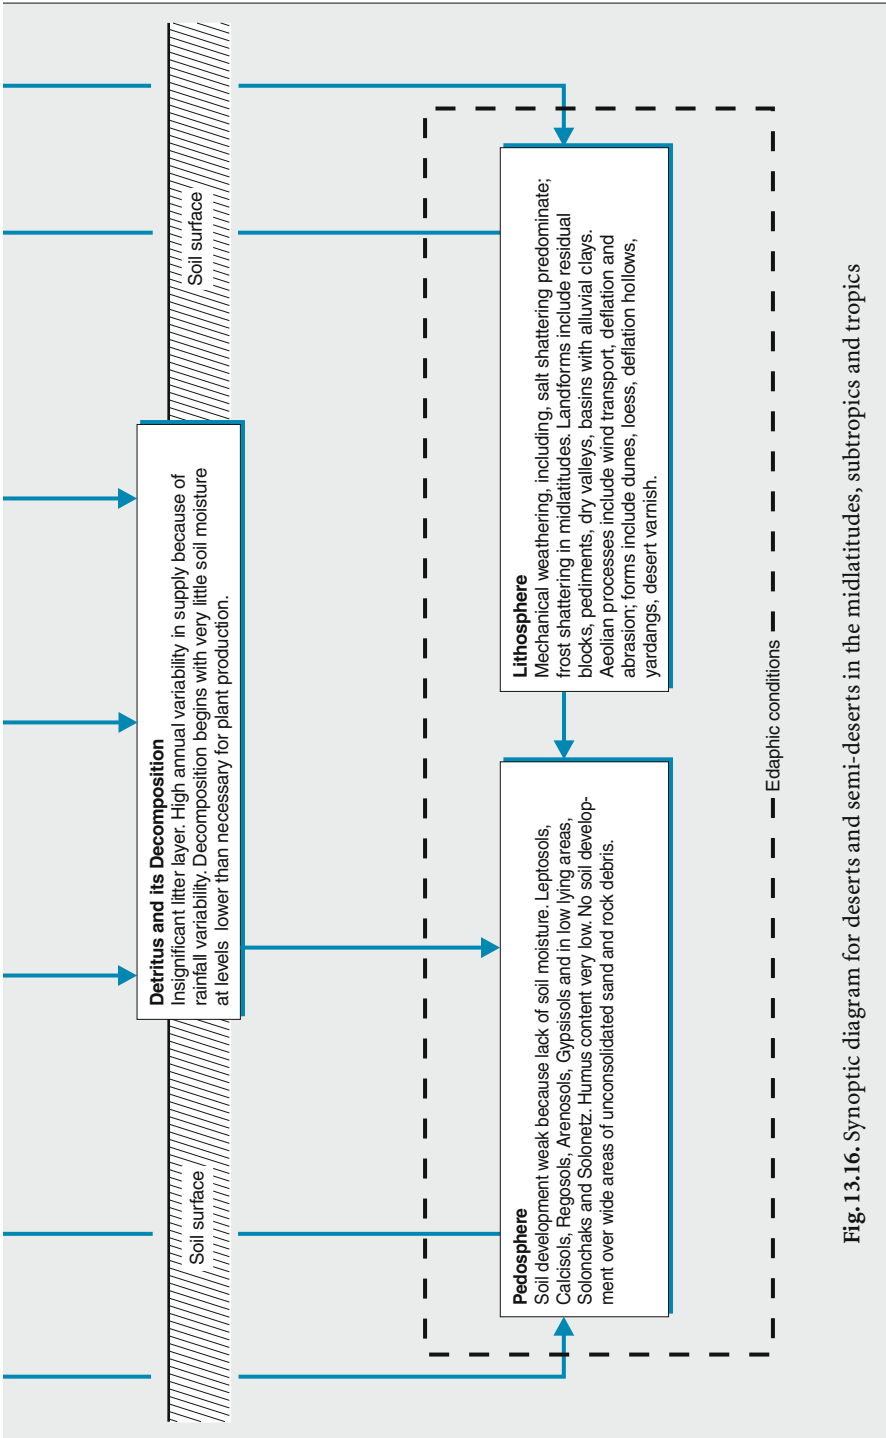 Soil surface
Soil surface
Detritus and its Decomposition
Insignificant litter layer. High annual variability in supply because of
rainfall variability. Decomposition begins with very little soil moisture
at levels lower than necessary for plant production.
Pedosphere
Soil development weak because lack of soil moisture. Leptosols,
Calcisols, Regosols, Arenosols, Gypsisols and in low lying areas,
Solonchaks and Solonetz. Humus content very low. No soil develop-
ment over wide areas of unconsolidated sand and rock debris.
Lithosphere
Mechanical weathering, including, salt shattering predominate;
frost shattering in midlatitudes. Landforms include residual
blocks, pediments, dry valleys, basins with alluvial clays.
Aeolian processes include wind transport, deflation and
abrasion; forms include dunes, loess, deflation hollows,
yardangs, desert varnish.
Edaphic conditions
Fig. 13.16. Synoptic diagram for deserts and semi-deserts in the midlatitudes, subtropics and tropics